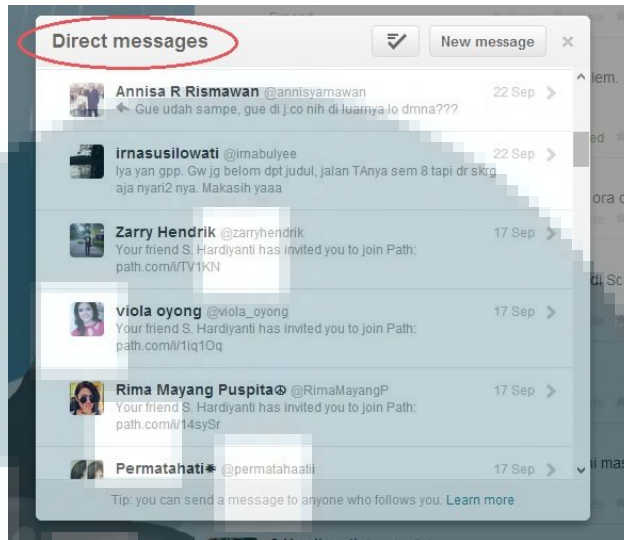 Direct messages
New message
Annisa R Rismawan @annisyamawan 22 Sep
Gue udah sampe, gue di j.co nih di luarnya lo dmna???
irnasusilowati @irnabulyee 22 Sep
Iya yan gpp. Gw jg belom dpt judul, jalan TAnya sem 8 tapi dr skrg
aja nyari2 nya. Makasih yaaa
Zarry Hendrik @zarryhendrik 17 Sep
Your friend S. Hardiyanti has invited you to join Path:
path.com/i/TV1KN
viola oyong @viola_oyong 17 Sep
Your friend S. Hardiyanti has invited you to join Path:
path.com/i/1iq1Oq
Rima Mayang Puspita☮ @RimaMayangP 17 Sep
Your friend S. Hardiyanti has invited you to join Path:
path.com/i/14sySr
Permatahati @permatahaatii 17 Sep
Tip: you can send a message to anyone who follows you. Learn more